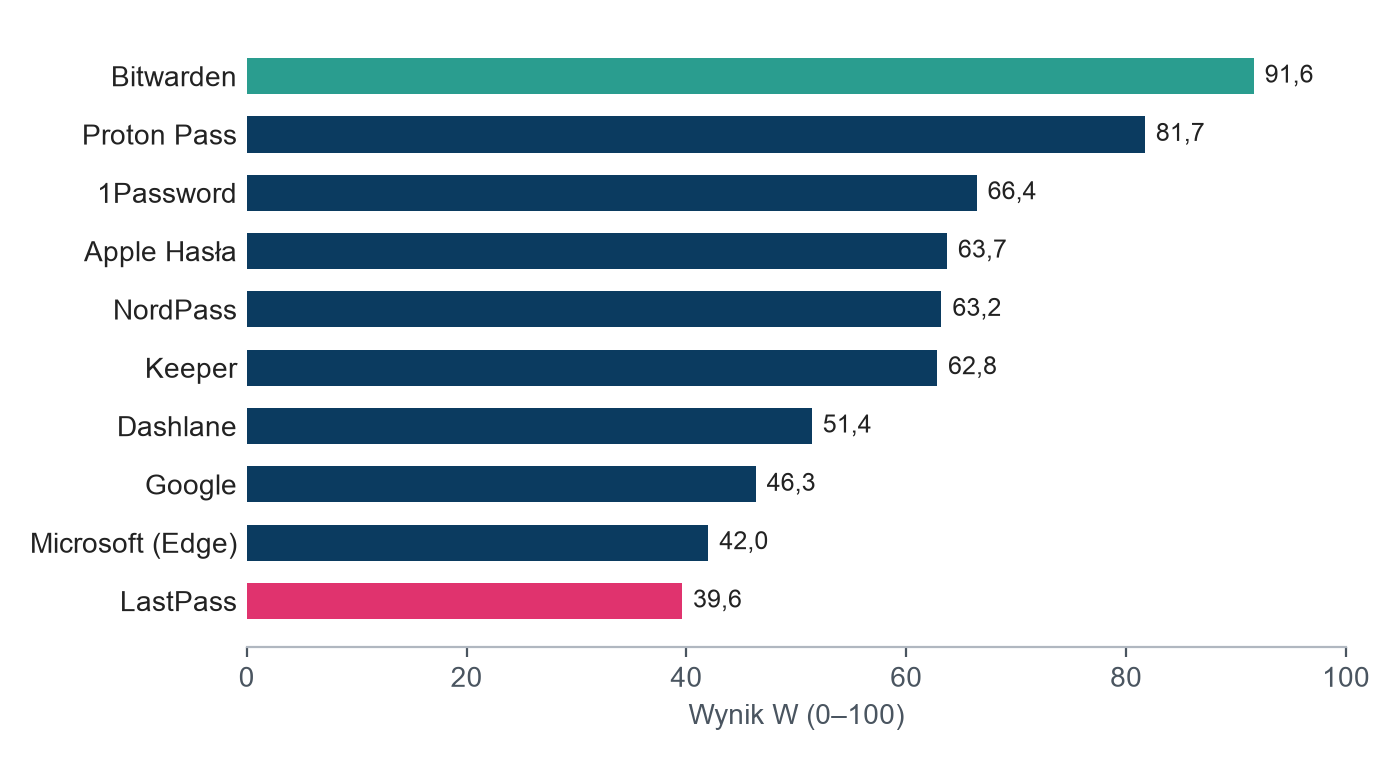 Bitwarden 91,6
Proton Pass 81,7
1Password 66,4
Apple Hasła 63,7
NordPass 63,2
Keeper 62,8
Dashlane 51,4
Google 46,3
Microsoft (Edge) 42,0
LastPass 39,6
0 20 40 60 80 100
Wynik W (0–100)